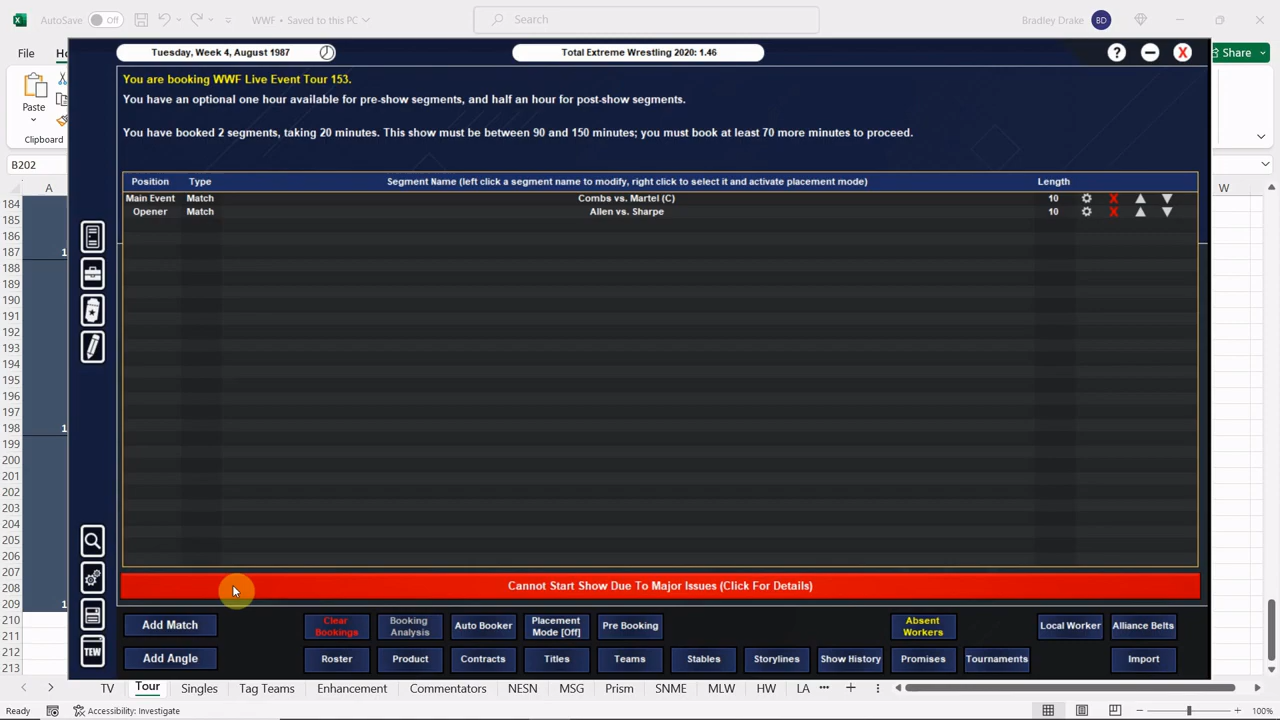 AutoSave Off WWF • Saved to this PC Search Bradley Drake BD
File Ho Share
Tuesday, Week 4, August 1987 Total Extreme Wrestling 2020: 1.46 ? X
You are booking WWF Live Event Tour 153.
You have an optional one hour available for pre-show segments, and half an hour for post-show segments.
Paste
Clipboard
You have booked 2 segments, taking 20 minutes. This show must be between 90 and 150 minutes; you must book at least 70 more minutes to proceed.
B202
A W
Position Type Segment Name (left click a segment name to modify, right click to select it and activate placement mode) Length
Main Event Match Combs vs. Martel (C) 10 X
Opener Match Allen vs. Sharpe 10 X
184
185
186
187 1
188
189
190
191
192
193
194
195
196
197
198 1
199
200
201
202
203
204
205
206
207
208
209 1
210
211
212
213
Cannot Start Show Due To Major Issues (Click For Details)
Add Match Clear Bookings Booking Analysis Auto Booker Placement Mode [Off] Pre Booking Absent Workers Local Worker Alliance Belts
TEW
Add Angle Roster Product Contracts Titles Teams Stables Storylines Show History Promises Tournaments Import
TV Tour Singles Tag Teams Enhancement Commentators NESN MSG Prism SNME MLW HW LA
Ready Accessibility: Investigate 100%